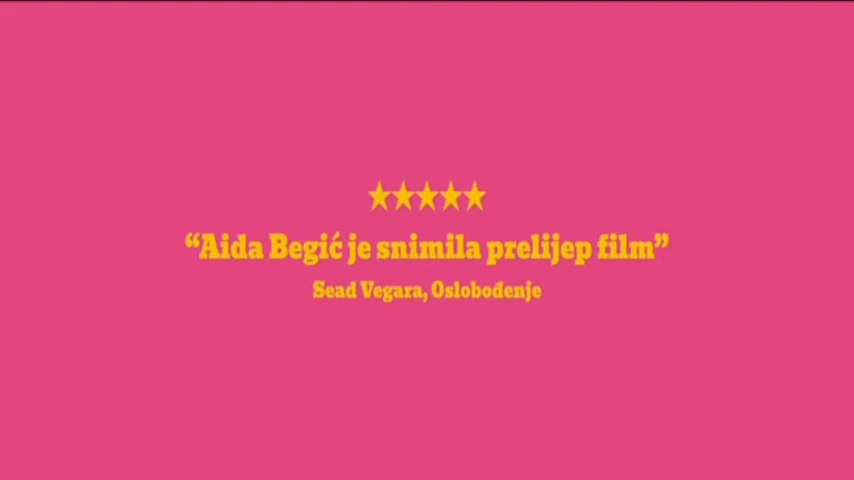 ★★★★★
“Aida Begić je snimila prelijep film”
Sead Vegara, Oslobođenje